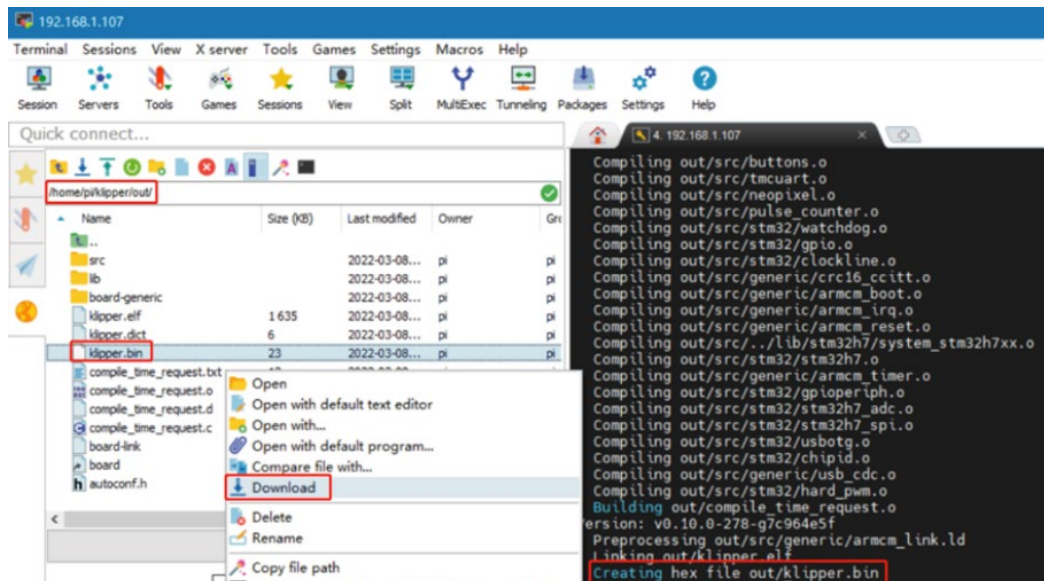 192.168.1.107
Terminal Sessions View X server Tools Games Settings Macros Help
Session Servers Tools Games Sessions View Split MultiExec Tunneling Packages Settings Help
Quick connect...
4. 192.168.1.107
/home/pi/klipper/out/
Name Size (KB) Last modified Owner Gro
..
src 2022-03-08... pi pi
lib 2022-03-08... pi pi
board-generic 2022-03-08... pi pi
klipper.elf 1 635 2022-03-08... pi pi
klipper.dict 6 2022-03-08... pi pi
klipper.bin 23 2022-03-08... pi pi
compile_time_request.txt
compile_time_request.o
compile_time_request.d
compile_time_request.c
board-link
board
autoconf.h
Open
Open with default text editor
Open with...
Open with default program...
Compare file with...
Download
Delete
Rename
Copy file path
Compiling out/src/buttons.o
Compiling out/src/tmcuart.o
Compiling out/src/neopixel.o
Compiling out/src/pulse_counter.o
Compiling out/src/stm32/watchdog.o
Compiling out/src/stm32/gpio.o
Compiling out/src/stm32/clockline.o
Compiling out/src/generic/crc16_ccitt.o
Compiling out/src/generic/armcm_boot.o
Compiling out/src/generic/armcm_irq.o
Compiling out/src/generic/armcm_reset.o
Compiling out/src/../lib/stm32h7/system_stm32h7xx.o
Compiling out/src/stm32/stm32h7.o
Compiling out/src/generic/armcm_timer.o
Compiling out/src/stm32/gpioperiph.o
Compiling out/src/stm32/stm32h7_adc.o
Compiling out/src/stm32/stm32h7_spi.o
Compiling out/src/stm32/usbotg.o
Compiling out/src/stm32/chipid.o
Compiling out/src/generic/usb_cdc.o
Compiling out/src/stm32/hard_pwm.o
Building out/compile_time_request.o
ersion: v0.10.0-278-g7c964e5f
Preprocessing out/src/generic/armcm_link.ld
Linking out/klipper.elf
Creating hex file out/klipper.bin